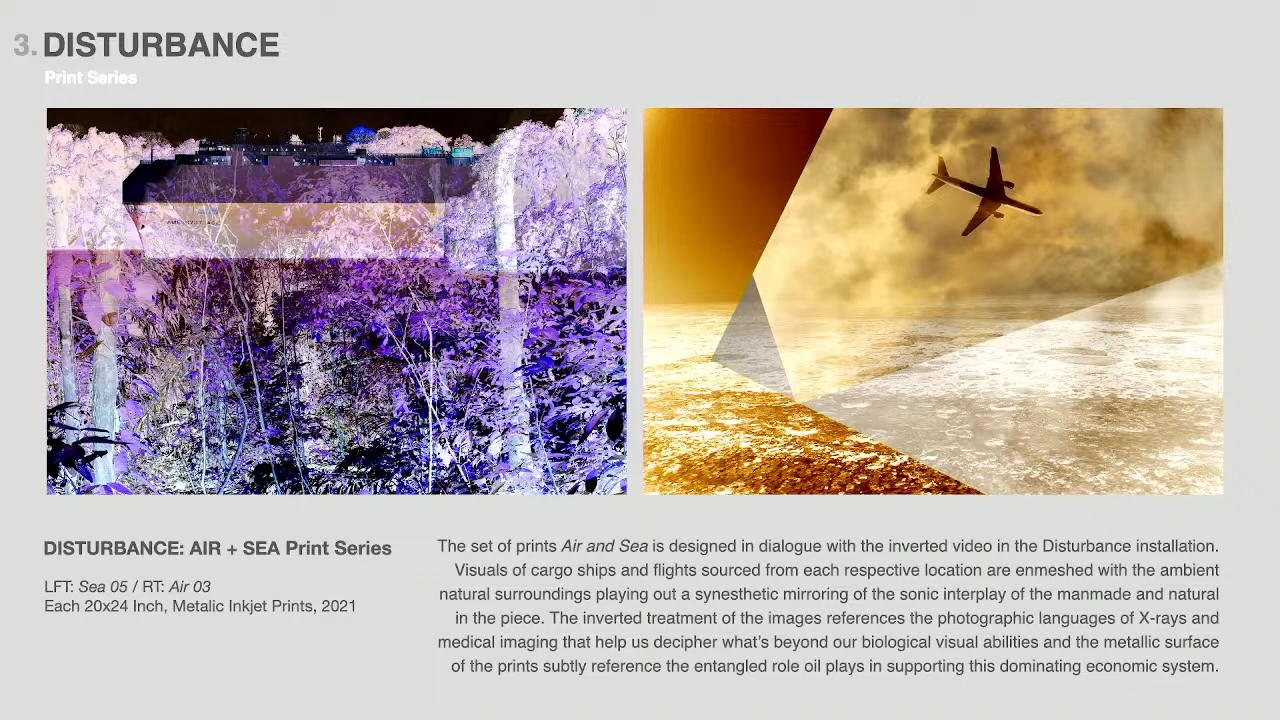 3. DISTURBANCE
Print Series
DISTURBANCE: AIR + SEA Print Series
LFT: Sea 05 / RT: Air 03
Each 20x24 Inch, Metalic Inkjet Prints, 2021
The set of prints Air and Sea is designed in dialogue with the inverted video in the Disturbance installation.
Visuals of cargo ships and flights sourced from each respective location are enmeshed with the ambient
natural surroundings playing out a synesthetic mirroring of the sonic interplay of the manmade and natural
in the piece. The inverted treatment of the images references the photographic languages of X-rays and
medical imaging that help us decipher what's beyond our biological visual abilities and the metallic surface
of the prints subtly reference the entangled role oil plays in supporting this dominating economic system.